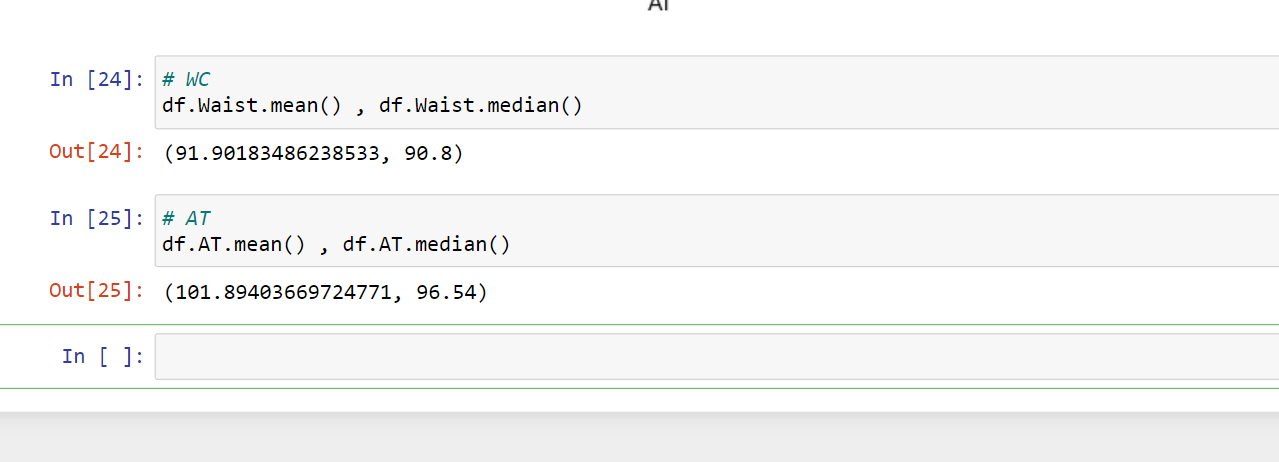 AT
In [24]: # WC
df.Waist.mean() , df.Waist.median()
Out[24]: (91.90183486238533, 90.8)
In [25]: # AT
df.AT.mean() , df.AT.median()
Out[25]: (101.89403669724771, 96.54)
In [ ]: